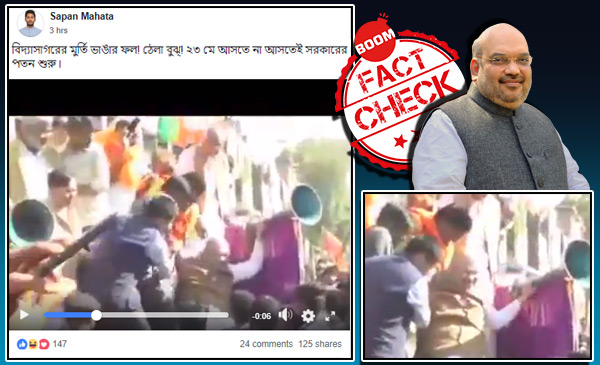 Sapan Mahata
3 hrs
বিদ্যাসাগরের মুর্তি ভাঙার ফল! ঠেলা বুঝ! ২৩ মে আসতে না আসতেই সরকারের
পতন শুরু।
-0:06
147
24 comments 125 shares
BOOM
FACT
CHECK